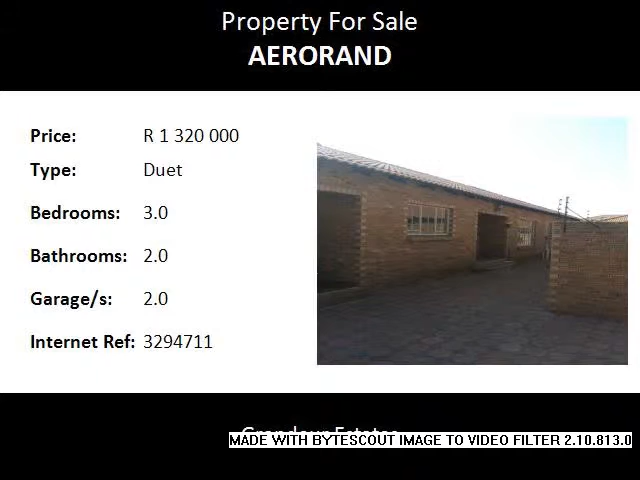 Property For Sale
AERORAND
Price: R 1 320 000
Type: Duet
Bedrooms: 3.0
Bathrooms: 2.0
Garage/s: 2.0
Internet Ref: 3294711
MADE WITH BYTESCOUT IMAGE TO VIDEO FILTER 2.10.813.0